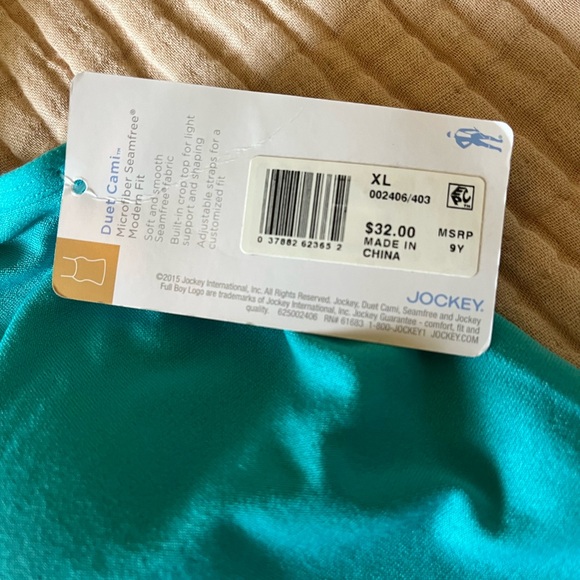 Duet Cami™
Microfiber Seamfree®
Modern Fit
Soft and smooth
Seamfree® fabric
Built-in crop top for light
support and shaping
Adjustable straps for a
customized fit
XL
002406/403
$32.00
MSRP
MADE IN
9Y
CHINA
0 37882 62365 2
JOCKEY.
©2015 Jockey International, Inc. All Rights Reserved. Jockey, Duet Cami, Seamfree and Jockey
Full Boy Logo are trademarks of Jockey International, Inc. Jockey Guarantee - comfort, fit and
quality. 625002406 RN# 61683 1-800-JOCKEY1 JOCKEY.COM